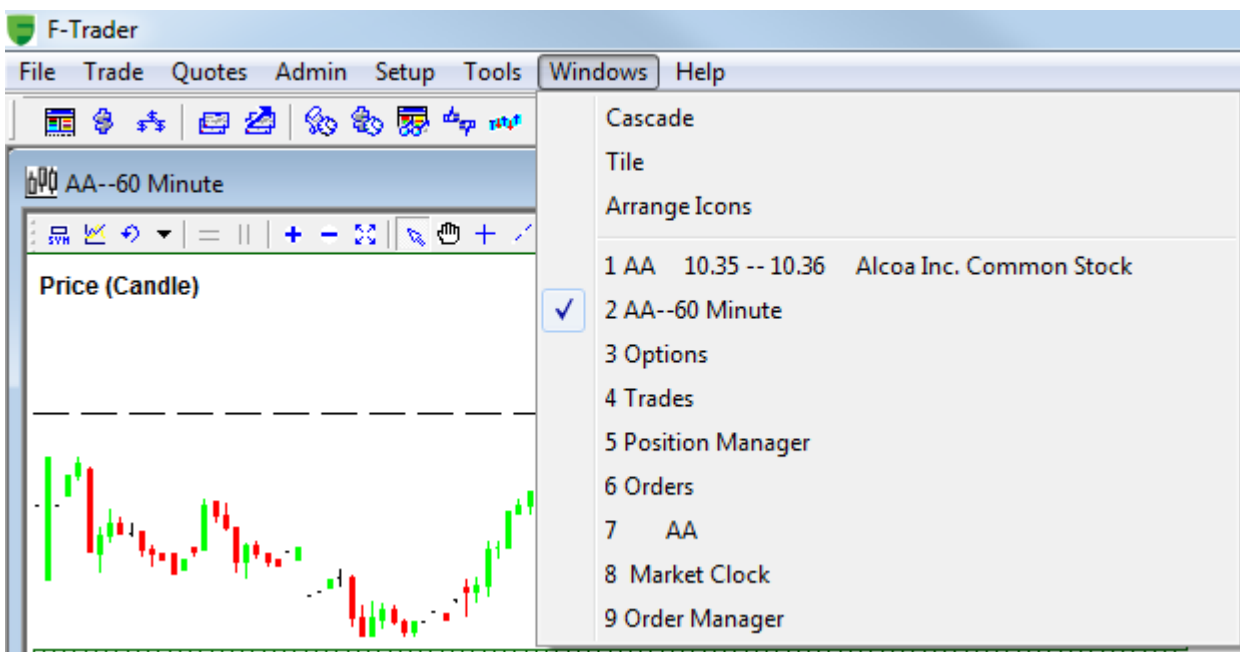 F-Trader
File Trade Quotes Admin Setup Tools Windows Help
Cascade
Tile
Arrange Icons
1 AA 10.35 -- 10.36 Alcoa Inc. Common Stock
2 AA--60 Minute
3 Options
4 Trades
5 Position Manager
6 Orders
7 AA
8 Market Clock
9 Order Manager
AA--60 Minute
SYM
Price (Candle)